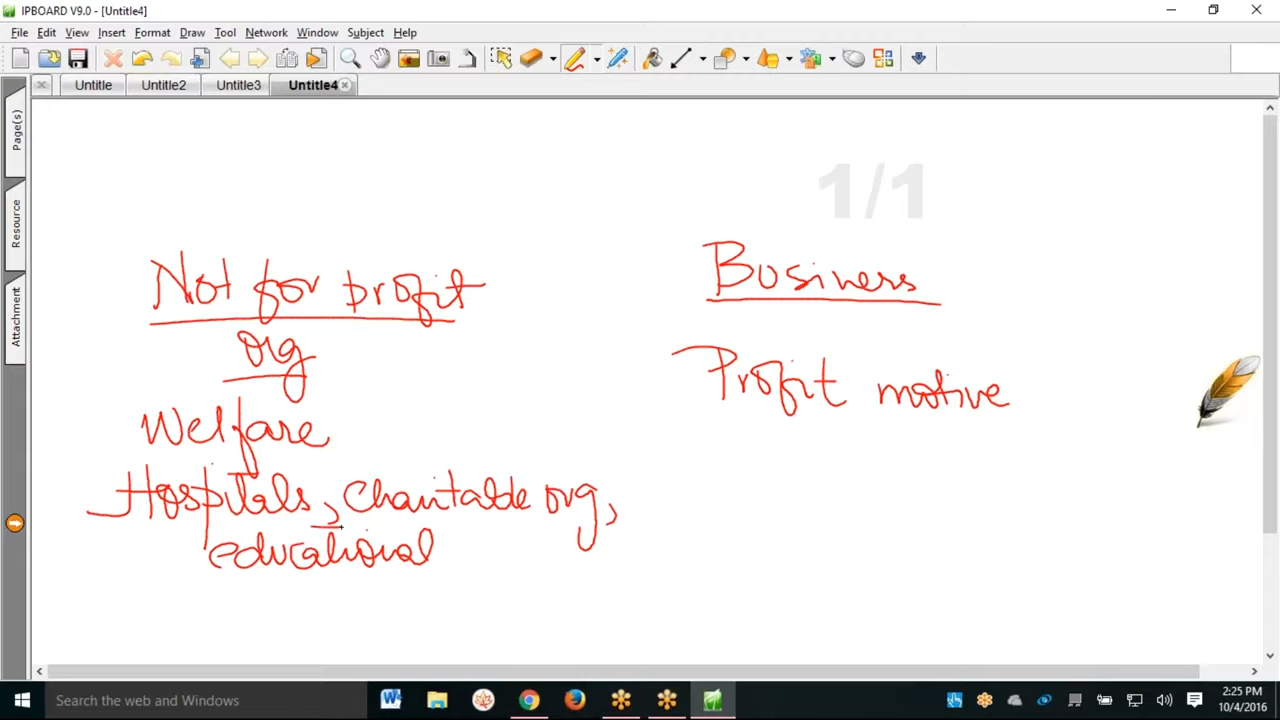 IPBOARD V9.0 - [Untitle4]
File Edit View Insert Format Draw Tool Network Window Subject Help
Untitle Untitle2 Untitle3 Untitle4
Page(s)
Resource
Attachment
1/1
Not for profit
org
Welfare
Hospitals, Charitable org,
educational
Business
Profit motive
Search the web and Windows
2:25 PM
10/4/2016